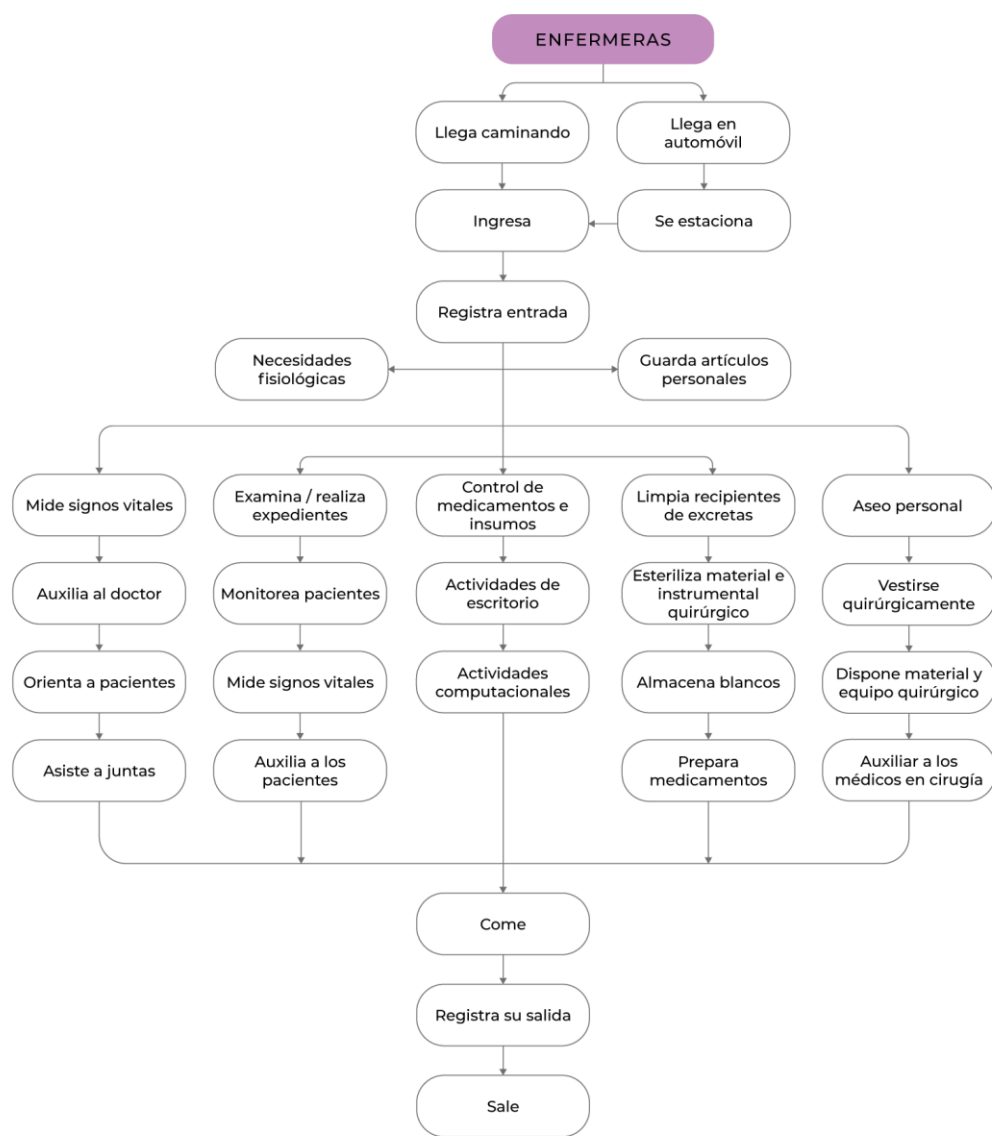 ENFERMERAS
Llega caminando
Llega en
automóvil
Ingresa
Se estaciona
Registra entrada
Necesidades
fisiológicas
Guarda artículos
personales
Mide signos vitales
Examina / realiza
expedientes
Control de
medicamentos e
insumos
Limpia recipientes
de excretas
Aseo personal
Auxilia al doctor
Monitorea pacientes
Actividades de
escritorio
Esteriliza material e
instrumental
quirúrgico
Vestirse
quirúrgicamente
Orienta a pacientes
Mide signos vitales
Actividades
computacionales
Almacena blancos
Dispone material y
equipo quirúrgico
Asiste a juntas
Auxilia a los
pacientes
Prepara
medicamentos
Auxiliar a los
médicos en cirugía
Come
Registra su salida
Sale